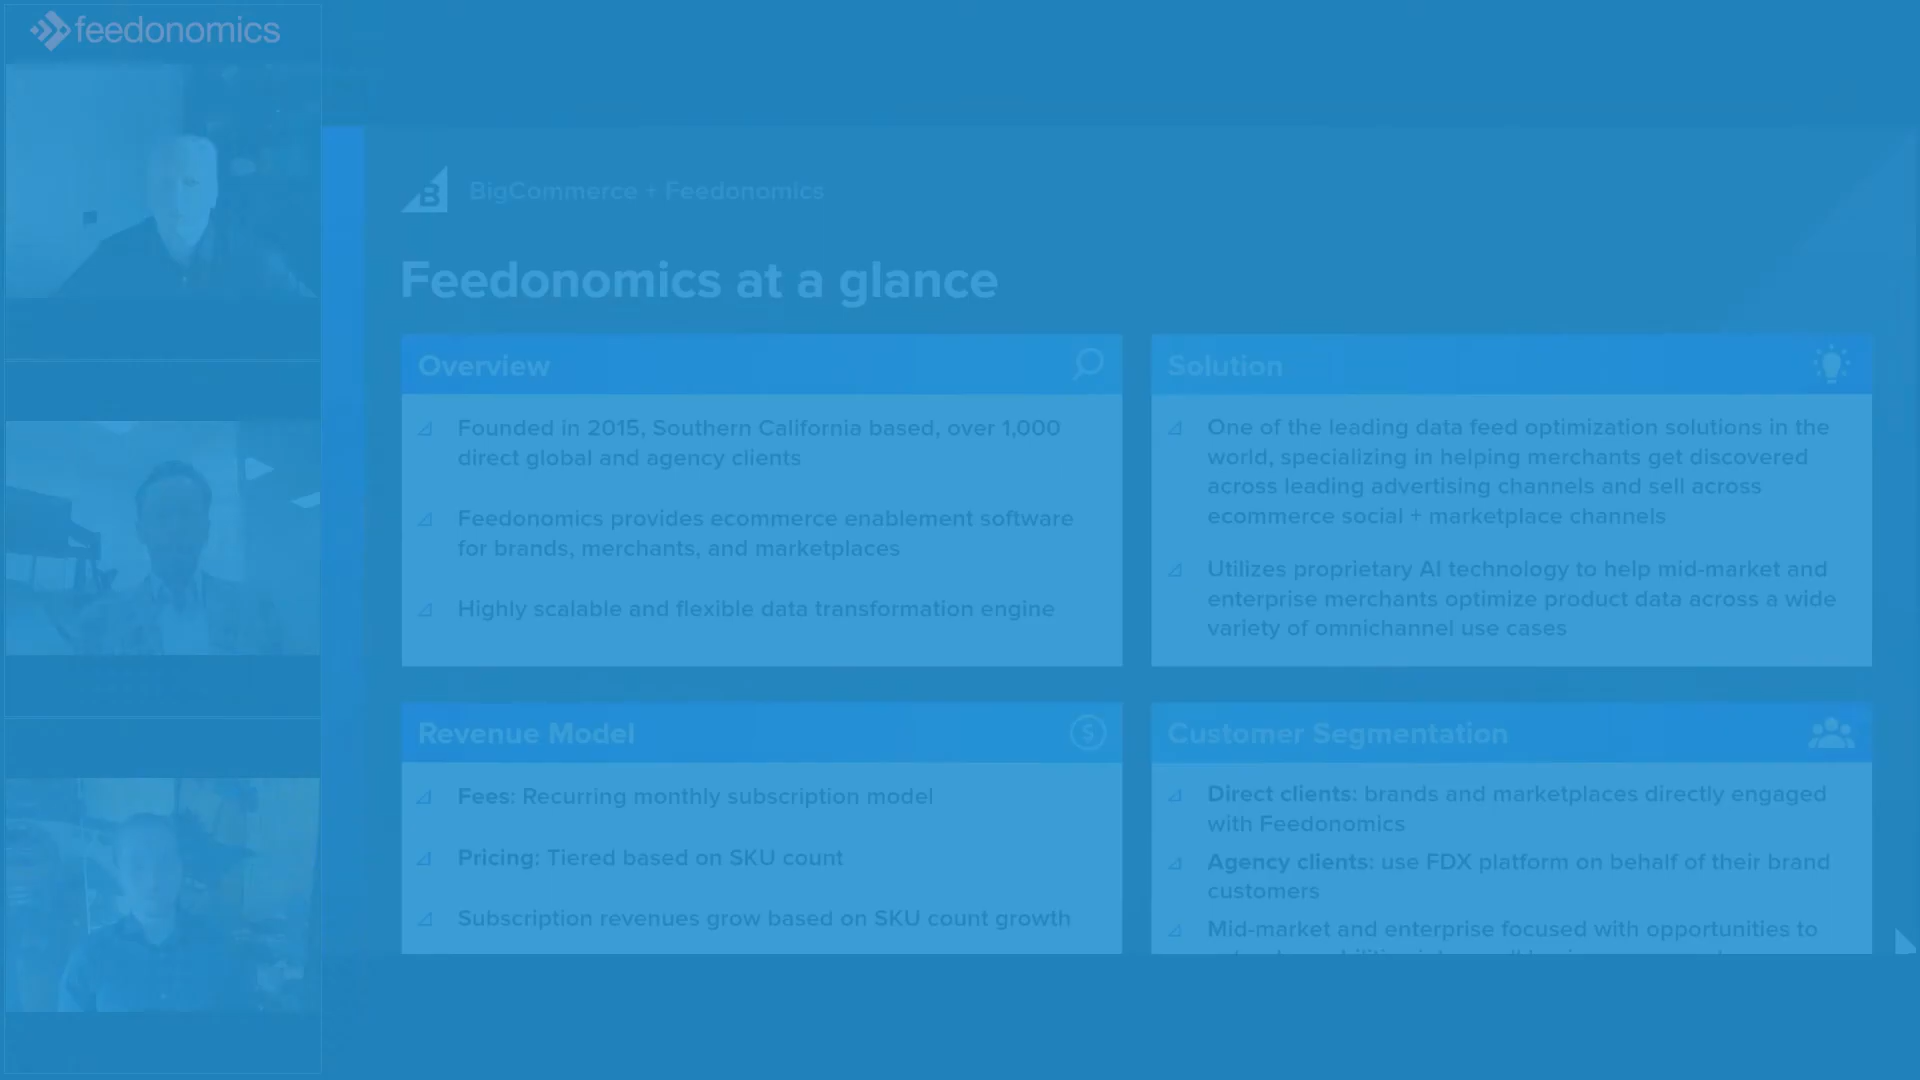 feedonomics
B
BigCommerce + Feedonomics
Feedonomics at a glance
Overview
Founded in 2015, Southern California based, over 1,000
direct global and agency clients
Feedonomics provides ecommerce enablement software
for brands, merchants, and marketplaces
Highly scalable and flexible data transformation engine
Solution
One of the leading data feed optimization solutions in the
world, specializing in helping merchants get discovered
across leading advertising channels and sell across
ecommerce social + marketplace channels
Utilizes proprietary AI technology to help mid-market and
enterprise merchants optimize product data across a wide
variety of omnichannel use cases
Revenue Model
$
Fees: Recurring monthly subscription model
Pricing: Tiered based on SKU count
Subscription revenues grow based on SKU count growth
Customer Segmentation
Direct clients: brands and marketplaces directly engaged
with Feedonomics
Agency clients: use FDX platform on behalf of their brand
customers
Mid-market and enterprise focused with opportunities to